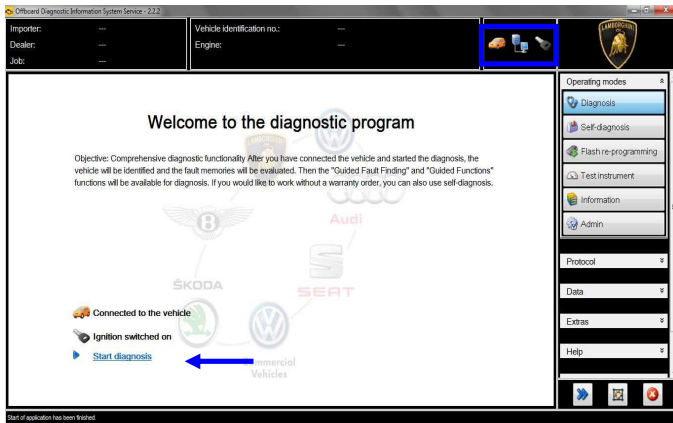 Offboard Diagnostic Information System Service - 2.2.2
Importer: ---
Dealer: ---
Job: ---
Vehicle identification no.: ---
Engine: ---
LAMBORGHINI
Welcome to the diagnostic program
Objective: Comprehensive diagnostic functionality After you have connected the vehicle and started the diagnosis, the
vehicle will be identified and the fault memories will be evaluated. Then the "Guided Fault Finding" and "Guided Functions"
functions will be available for diagnosis. If you would like to work without a warranty order, you can also use self-diagnosis.
Audi
ŠKODA
SEAT
Connected to the vehicle
Ignition switched on
Start diagnosis
Commercial
Vehicles
Operating modes
Diagnosis
Self-diagnosis
Flash re-programming
Test instrument
Information
Admin
Protocol
Data
Extras
Help
Start of application has been finished.